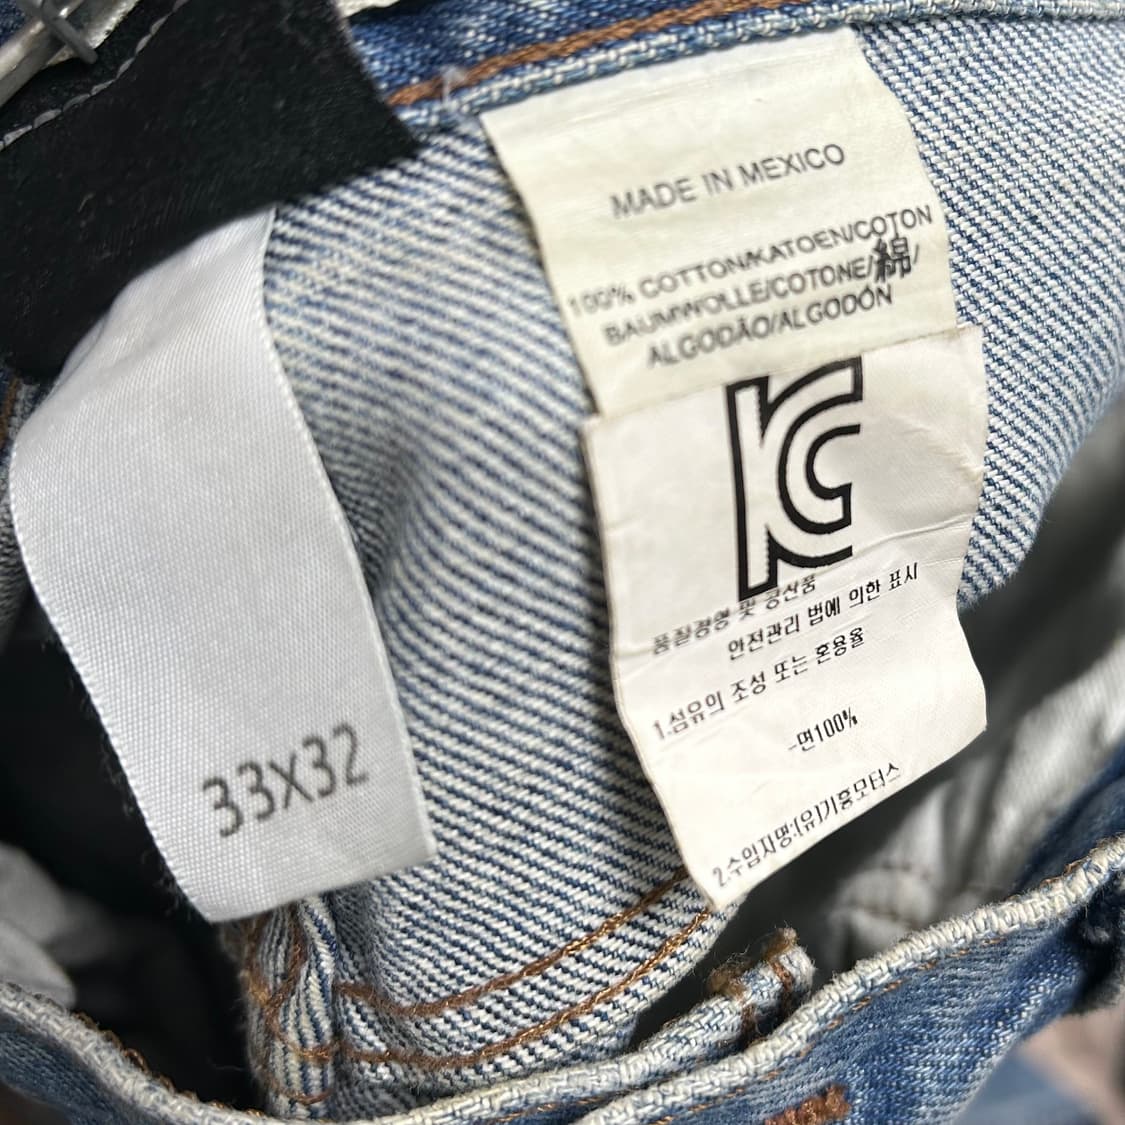 MADE IN MEXICO
100% COTTON/KATOEN/COTON
BAUMWOLLE/COTONE/綿/
ALGODÃO/ALGODÓN
KC
품질경영 및 공산품
안전관리 법에 의한 표시
1.섬유의 조성 또는 혼용율
-면100%
2.수입자명:(유)기흥모터스
33X32